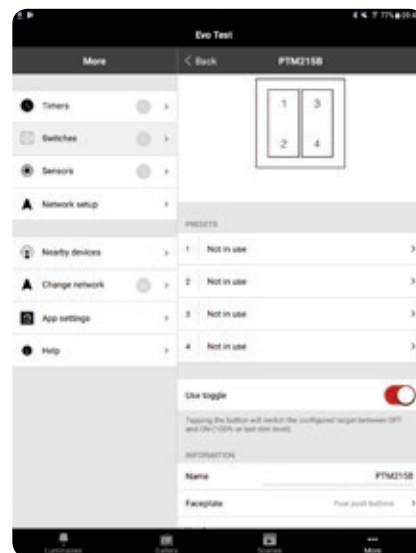 77%
Evo Test
More
Back
PTM215B
1
3
2
4
Timers
Switches
Sensors
Network setup
Nearby devices
Change network
App settings
Help
PRESETS
1 Not in use
2 Not in use
3 Not in use
4 Not in use
Use toggle
Tapping the button will switch the configured target between OFF
and ON (100% or last dim level).
INFORMATION
Name PTM215B
Faceplate Four push buttons
Luminaires
Gallery
Scenes
More